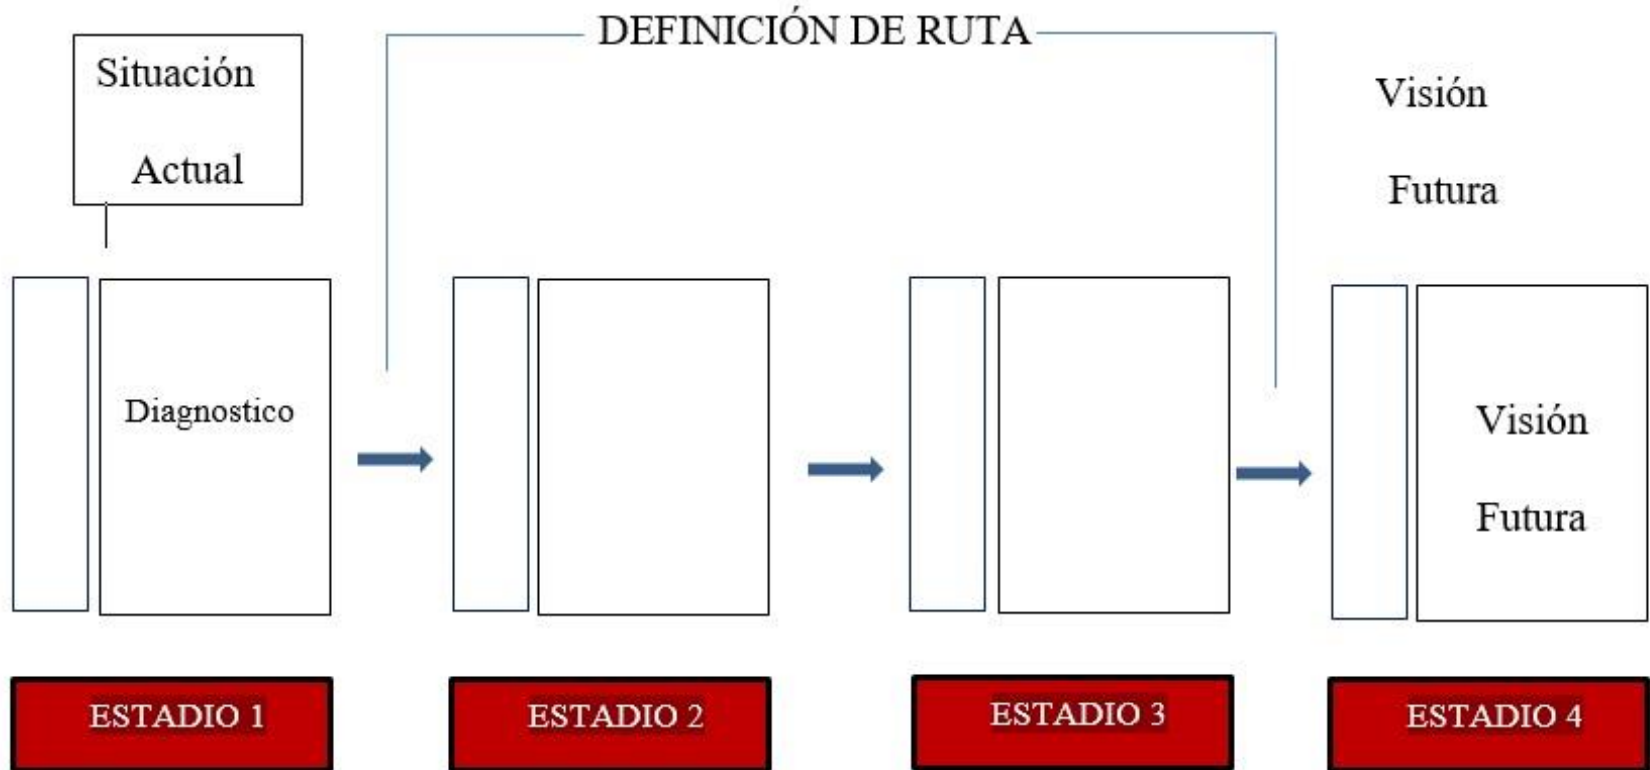 DEFINICIÓN DE RUTA
Situación
Actual
Visión
Futura
Diagnostico
Visión
Futura
ESTADIO 1
ESTADIO 2
ESTADIO 3
ESTADIO 4